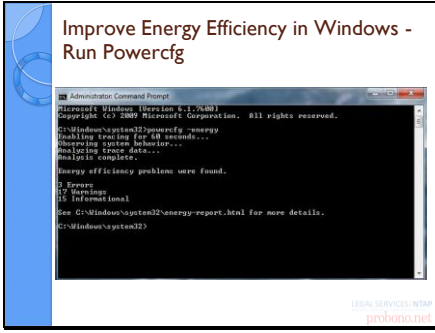 Improve Energy Efficiency in Windows -
Run Powercfg
Administrator: Command Prompt
Microsoft Windows [Version 6.1.7600]
Copyright (c) 2009 Microsoft Corporation.  All rights reserved.
C:\Windows\system32>powercfg -energy
Enabling tracing for 60 seconds...
Observing system behavior...
Analyzing trace data...
Analysis complete.
Energy efficiency problems were found.
3 Errors
17 Warnings
15 Informational
See C:\Windows\system32\energy-report.html for more details.
C:\Windows\system32>
LEGAL SERVICES NTAP
probono.net